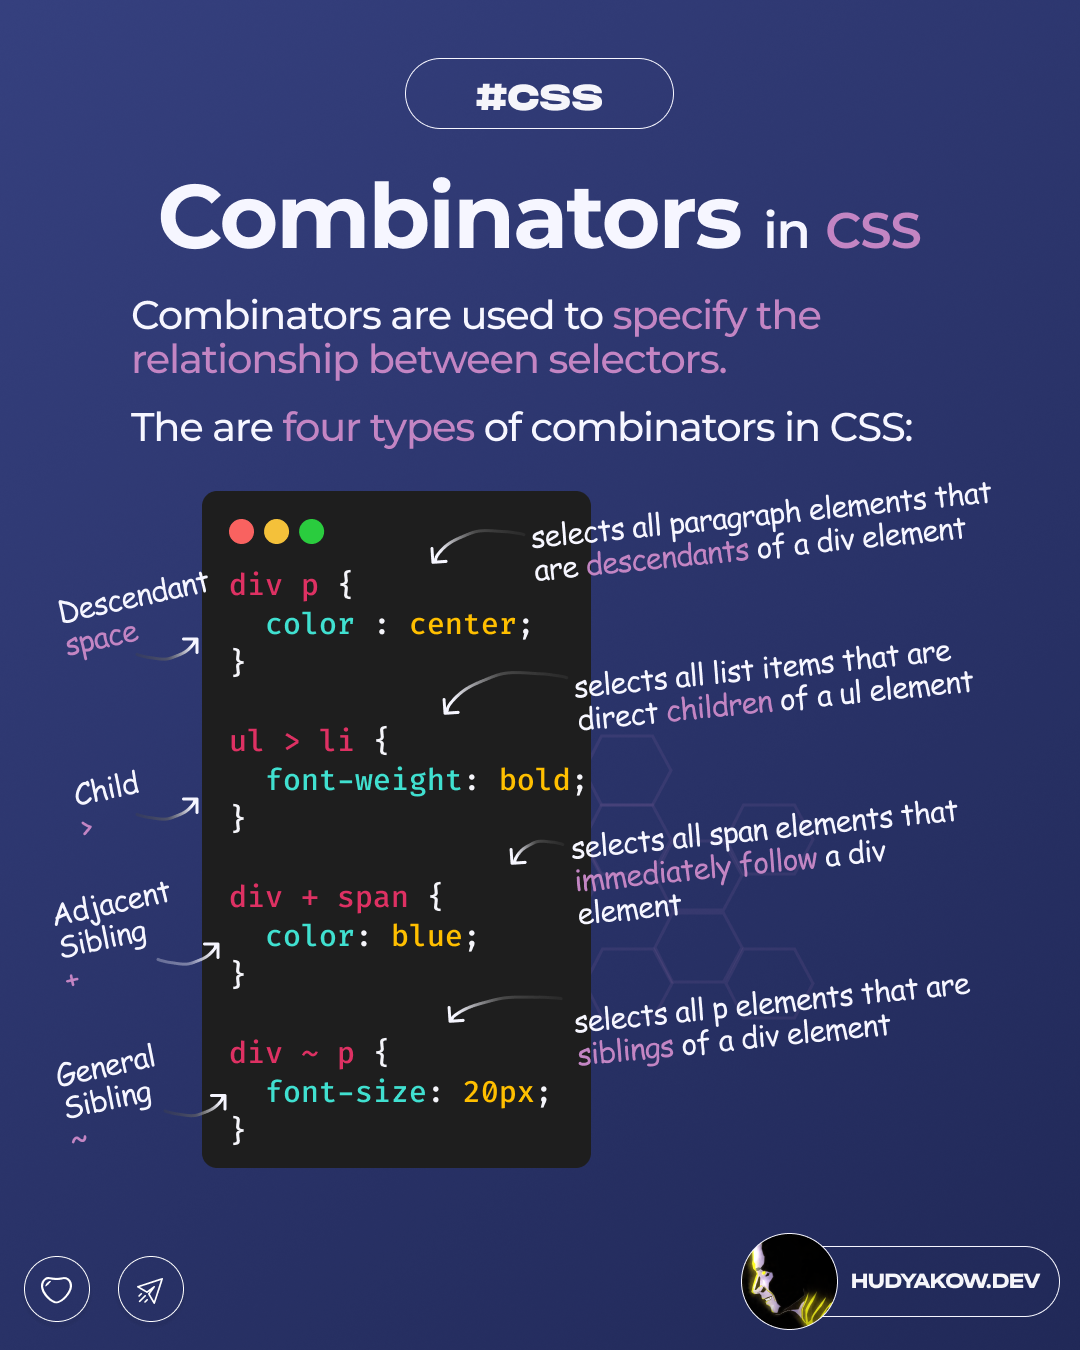 #CSS
Combinators in CSS
Combinators are used to specify the
relationship between selectors.
The are four types of combinators in CSS:
selects all paragraph elements that
are descendants of a div element
Descendant
space
div p {
color : center;
}
selects all list items that are
direct children of a ul element
Child
>
ul > li {
font-weight: bold;
}
selects all span elements that
immediately follow a div
element
Adjacent
Sibling
+
div + span {
color: blue;
}
selects all p elements that are
siblings of a div element
General
Sibling
~
div ~ p {
font-size: 20px;
}
HUDYAKOW.DEV